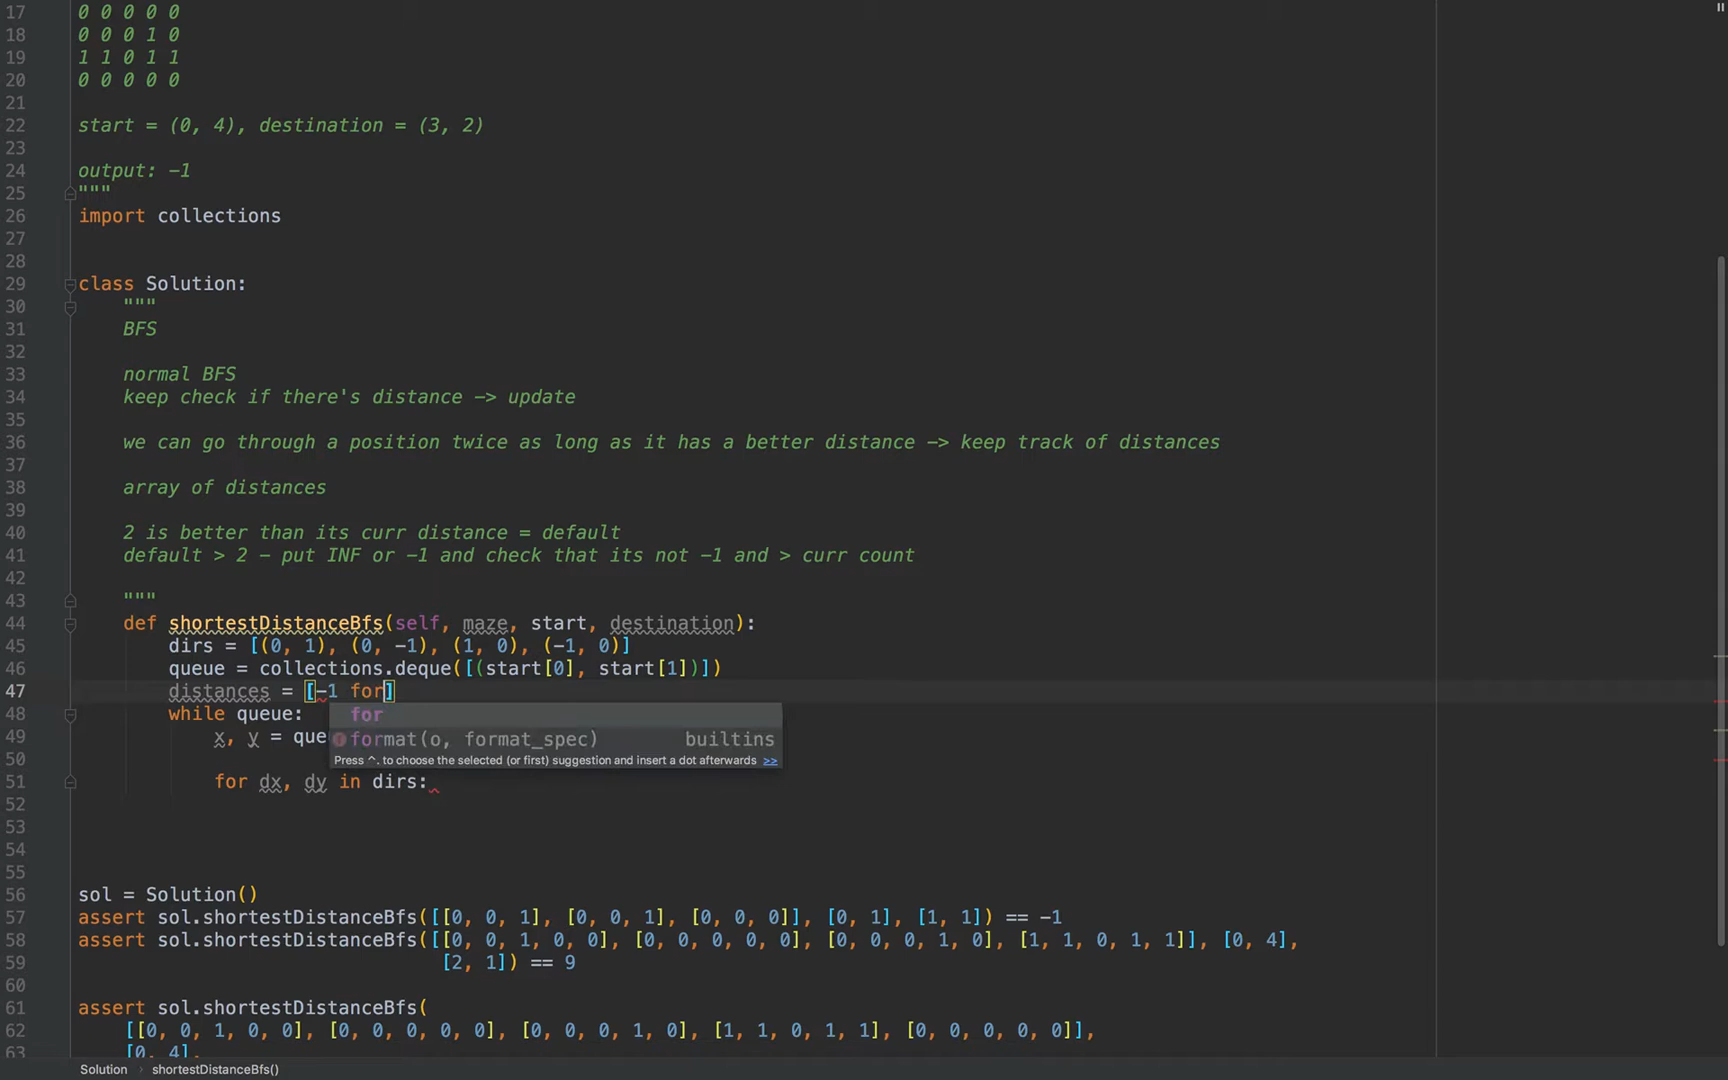 17 0 0 0 0 0
18 0 0 0 1 0
19 1 1 0 1 1
20 0 0 0 0 0
21
22 start = (0, 4), destination = (3, 2)
23
24 output: -1
25 """
26 import collections
27
28
29 class Solution:
30 """
31 BFS
32
33 normal BFS
34 keep check if there's distance -> update
35
36 we can go through a position twice as long as it has a better distance -> keep track of distances
37
38 array of distances
39
40 2 is better than its curr distance = default
41 default > 2 - put INF or -1 and check that its not -1 and > curr count
42
43 """
44 def shortestDistanceBfs(self, maze, start, destination):
45 dirs = [(0, 1), (0, -1), (1, 0), (-1, 0)]
46 queue = collections.deque([(start[0], start[1])])
47 distances = [-1 for]
48 while queue: for
49 x, y = que format(o, format_spec) builtins
50 Press ^. to choose the selected (or first) suggestion and insert a dot afterwards >>
51 for dx, dy in dirs:
52
53
54
55
56 sol = Solution()
57 assert sol.shortestDistanceBfs([[0, 0, 1], [0, 0, 1], [0, 0, 0]], [0, 1], [1, 1]) == -1
58 assert sol.shortestDistanceBfs([[0, 0, 1, 0, 0], [0, 0, 0, 0, 0], [0, 0, 0, 1, 0], [1, 1, 0, 1, 1]], [0, 4],
59 [2, 1]) == 9
60
61 assert sol.shortestDistanceBfs(
62 [[0, 0, 1, 0, 0], [0, 0, 0, 0, 0], [0, 0, 0, 1, 0], [1, 1, 0, 1, 1], [0, 0, 0, 0, 0]],
63 [0, 4],
Solution › shortestDistanceBfs()